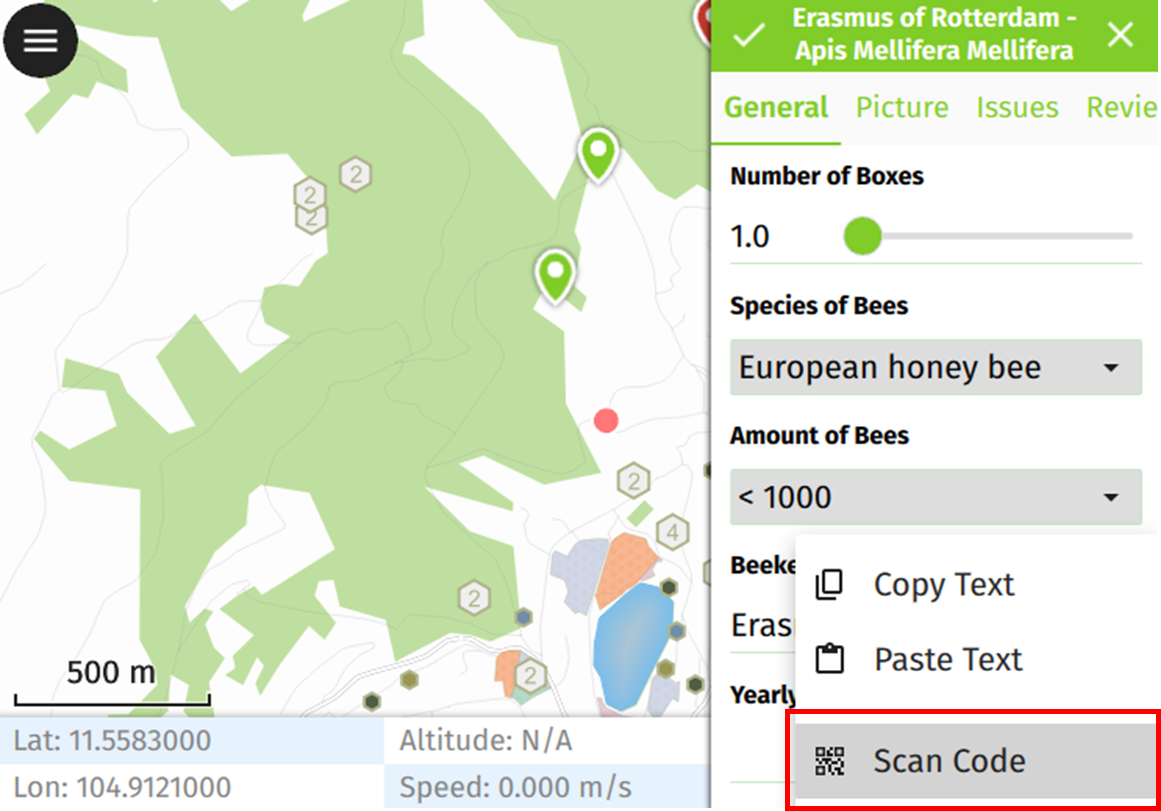 Erasmus of Rotterdam -
Apis Mellifera Mellifera
General Picture Issues Revie
Number of Boxes
1.0
Species of Bees
European honey bee
Amount of Bees
< 1000
Beeke
Eras
Yearly
Copy Text
Paste Text
Scan Code
2
2
2
2
4
2
2
500 m
Lat: 11.5583000
Altitude: N/A
Lon: 104.9121000
Speed: 0.000 m/s